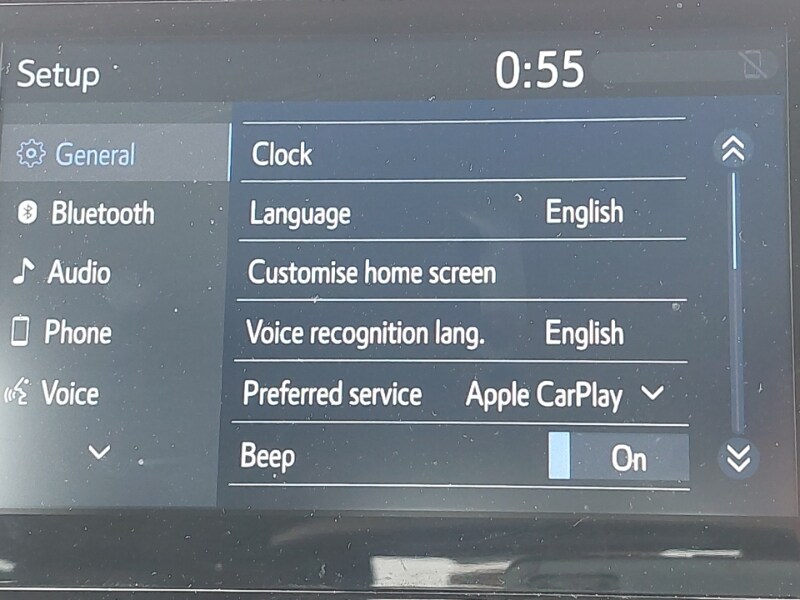 Setup
0:55
General
Bluetooth
Audio
Phone
Voice
Clock
Language English
Customise home screen
Voice recognition lang. English
Preferred service Apple CarPlay
Beep On